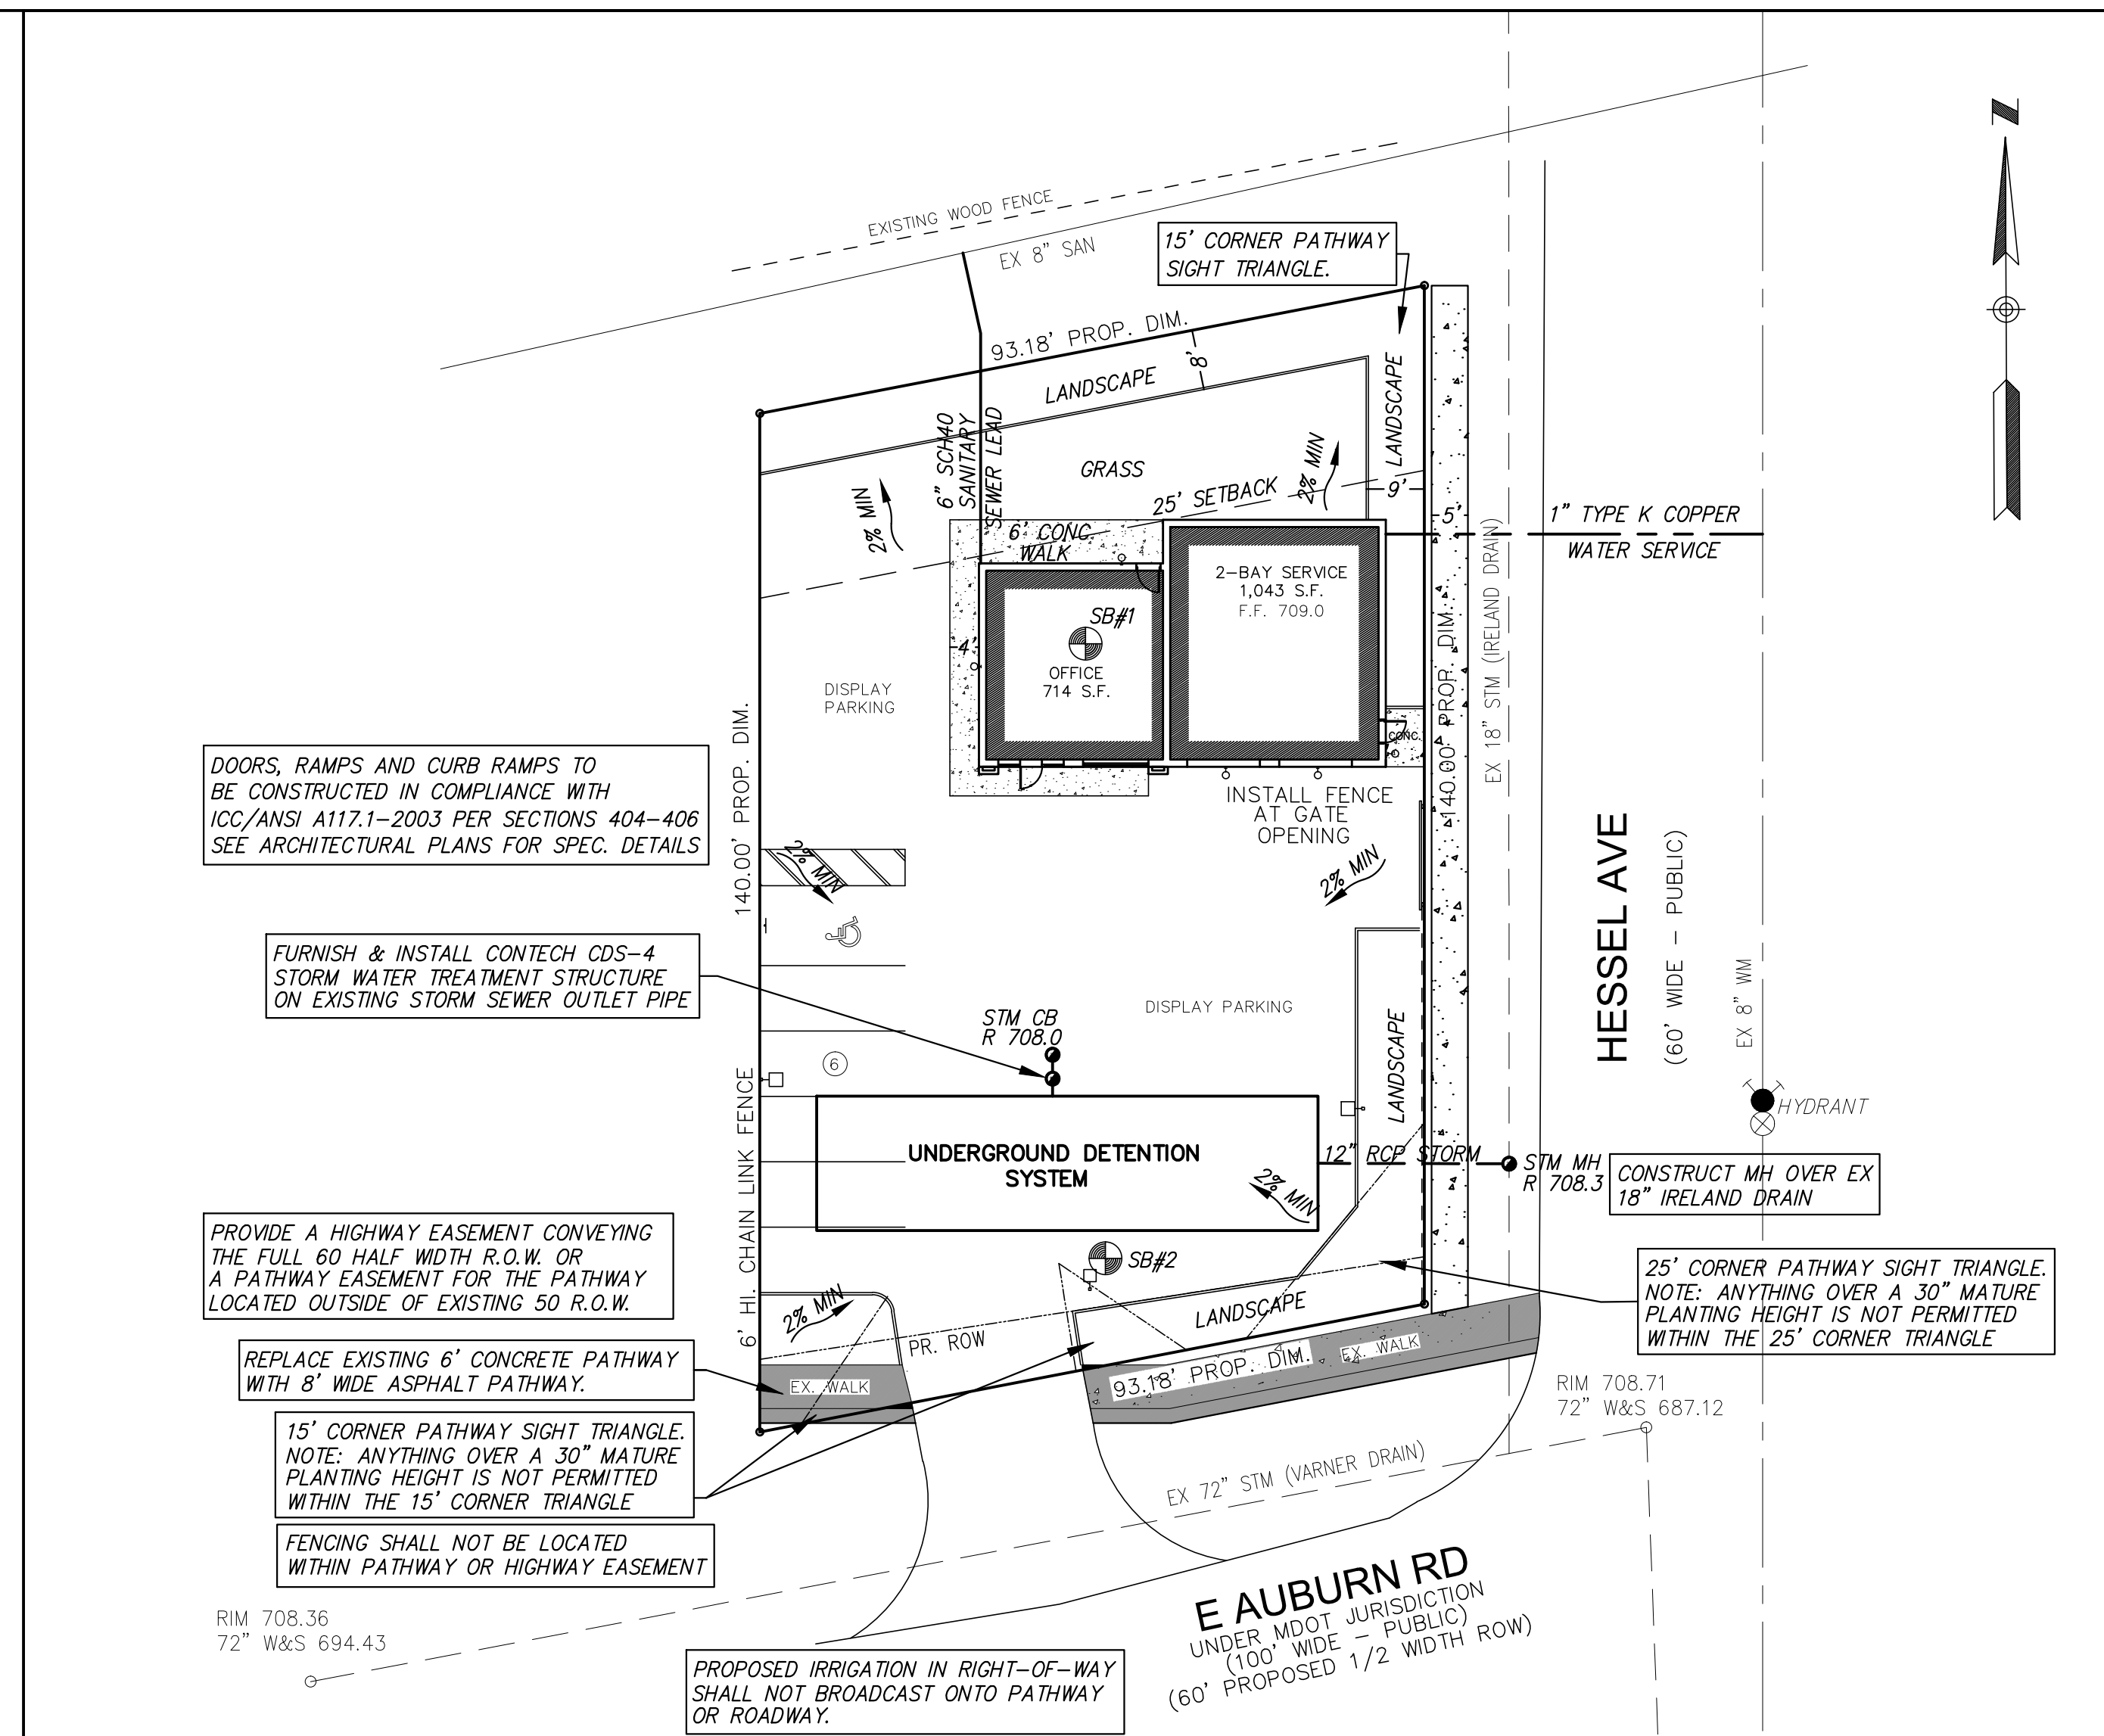 N
EXISTING WOOD FENCE
EX 8" SAN
15' CORNER PATHWAY
SIGHT TRIANGLE.
93.18' PROP. DIM.
8'
LANDSCAPE
LANDSCAPE
6" SCH40
SANITARY
SEWER LEAD
GRASS
2% MIN
2% MIN
25' SETBACK
9'
5'
1" TYPE K COPPER
WATER SERVICE
6' CONC.
WALK
2-BAY SERVICE
1,043 S.F.
F.F. 709.0
SB#1
4'
OFFICE
714 S.F.
DISPLAY
PARKING
EX 18" STM (IRELAND DRAIN)
140.00' PROP. DIM.
140.00' PROP. DIM.
CONC.
INSTALL FENCE
AT GATE
OPENING
DOORS, RAMPS AND CURB RAMPS TO
BE CONSTRUCTED IN COMPLIANCE WITH
ICC/ANSI A117.1-2003 PER SECTIONS 404-406
SEE ARCHITECTURAL PLANS FOR SPEC. DETAILS
2% MIN
2% MIN
HESSEL AVE
(60' WIDE - PUBLIC)
EX 8" WM
FURNISH & INSTALL CONTECH CDS-4
STORM WATER TREATMENT STRUCTURE
ON EXISTING STORM SEWER OUTLET PIPE
STM CB
R 708.0
DISPLAY PARKING
6
LANDSCAPE
HYDRANT
6' HI. CHAIN LINK FENCE
UNDERGROUND DETENTION
SYSTEM
12" RCP STORM
STM MH
R 708.3
CONSTRUCT MH OVER EX
18" IRELAND DRAIN
2% MIN
PROVIDE A HIGHWAY EASEMENT CONVEYING
THE FULL 60 HALF WIDTH R.O.W. OR
A PATHWAY EASEMENT FOR THE PATHWAY
LOCATED OUTSIDE OF EXISTING 50 R.O.W.
SB#2
25' CORNER PATHWAY SIGHT TRIANGLE.
NOTE: ANYTHING OVER A 30" MATURE
PLANTING HEIGHT IS NOT PERMITTED
WITHIN THE 25' CORNER TRIANGLE
2% MIN
LANDSCAPE
PR. ROW
REPLACE EXISTING 6' CONCRETE PATHWAY
WITH 8' WIDE ASPHALT PATHWAY.
EX. WALK
93.18' PROP. DIM.
EX. WALK
RIM 708.71
72" W&S 687.12
15' CORNER PATHWAY SIGHT TRIANGLE.
NOTE: ANYTHING OVER A 30" MATURE
PLANTING HEIGHT IS NOT PERMITTED
WITHIN THE 15' CORNER TRIANGLE
EX 72" STM (VARNER DRAIN)
FENCING SHALL NOT BE LOCATED
WITHIN PATHWAY OR HIGHWAY EASEMENT
E AUBURN RD
UNDER MDOT JURISDICTION
(100' WIDE - PUBLIC)
(60' PROPOSED 1/2 WIDTH ROW)
RIM 708.36
72" W&S 694.43
PROPOSED IRRIGATION IN RIGHT-OF-WAY
SHALL NOT BROADCAST ONTO PATHWAY
OR ROADWAY.